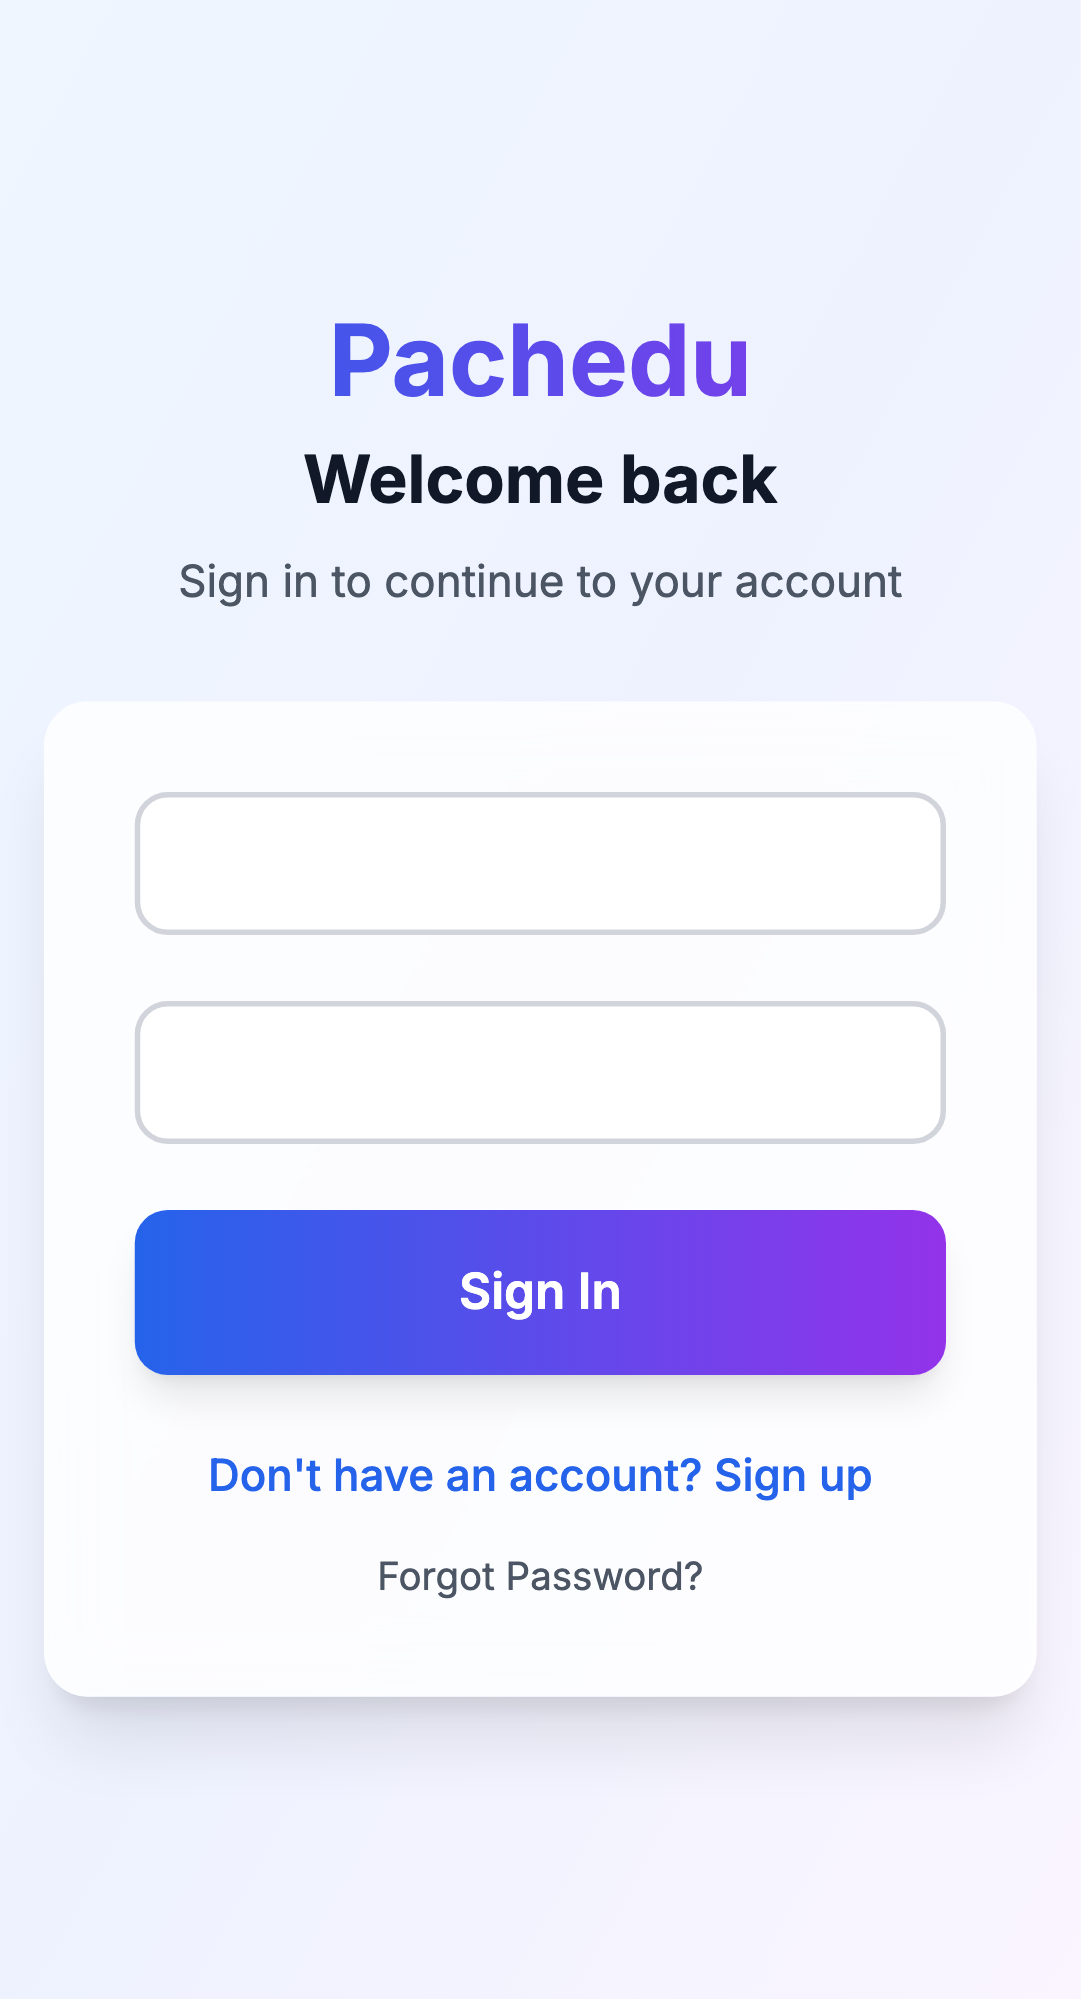 Pachedu
Welcome back
Sign in to continue to your account
Sign In
Don't have an account? Sign up
Forgot Password?